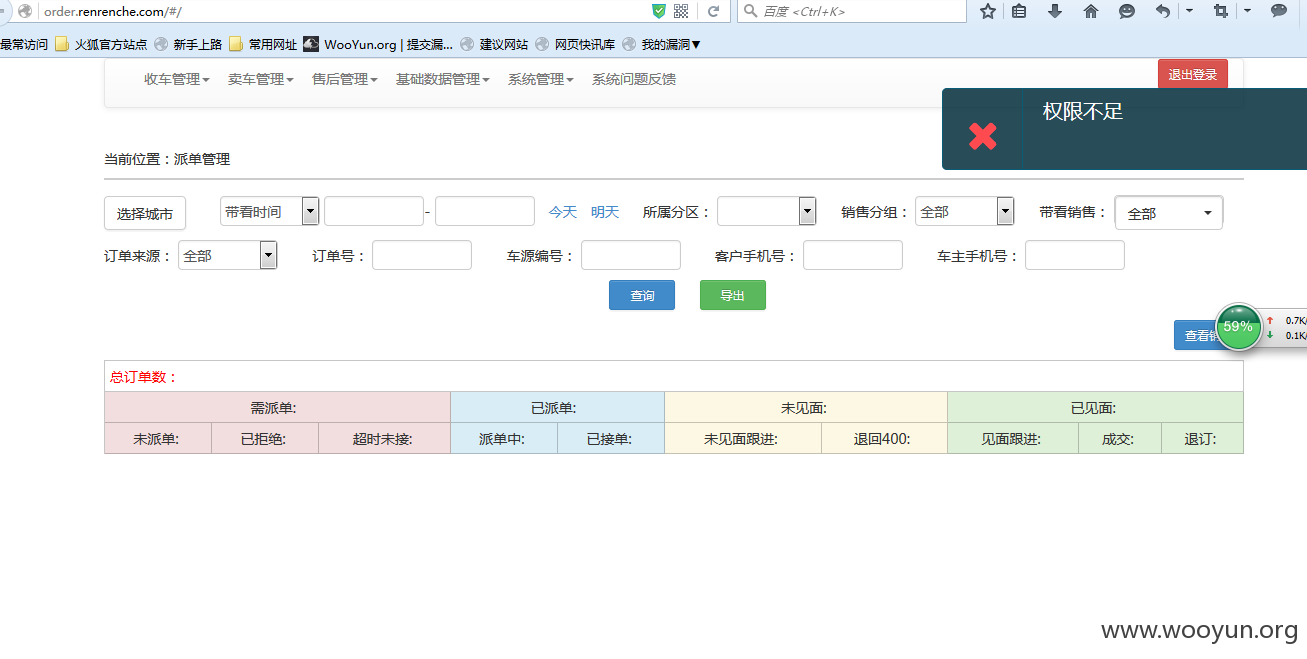 order.renrenche.com/#/ 百度 <Ctrl+K>
最常访问 火狐官方站点 新手上路 常用网址 WooYun.org | 提交漏... 建议网站 网页快讯库 我的漏洞▼
收车管理 卖车管理 售后管理 基础数据管理 系统管理 系统问题反馈 退出登录
权限不足
当前位置：派单管理
选择城市 带看时间 - 今天 明天 所属分区： 销售分组： 全部 带看销售： 全部
订单来源： 全部 订单号： 车源编号： 客户手机号： 车主手机号：
查询 导出
59% 0.7K/
查看 0.1K/
总订单数：
需派单: 已派单: 未见面: 已见面:
未派单: 已拒绝: 超时未接: 派单中: 已接单: 未见面跟进: 退回400: 见面跟进: 成交: 退订:
www.wooyun.org